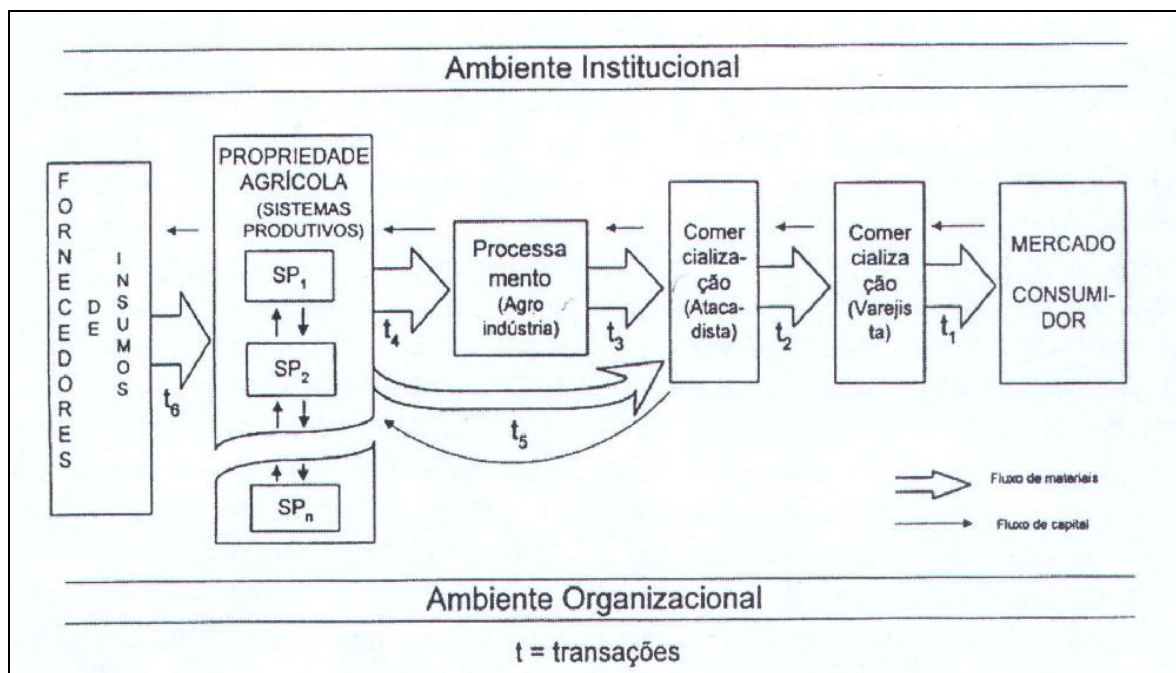 Ambiente Institucional
FORNECEDORES
DE
INSUMOS
t6
PROPRIEDADE
AGRÍCOLA
(SISTEMAS
PRODUTIVOS)
SP1
SP2
SPn
t4
Processa
mento
(Agro
indústria)
t3
t5
Comer
cializa-
ção
(Ataca-
dista)
t2
Comer
cializa
ção
(Varejis
ta)
t1
MERCADO
CONSUMI-
DOR
Fluxo de materiais
Fluxo de capital
Ambiente Organizacional
t = transações